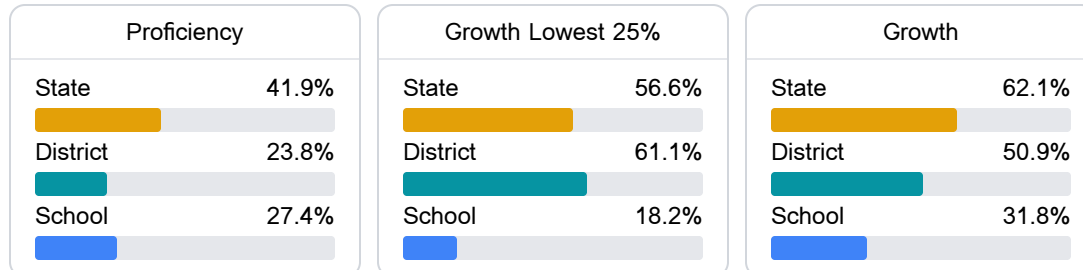 Proficiency
State 41.9%
District 23.8%
School 27.4%
Growth Lowest 25%
State 56.6%
District 61.1%
School 18.2%
Growth
State 62.1%
District 50.9%
School 31.8%